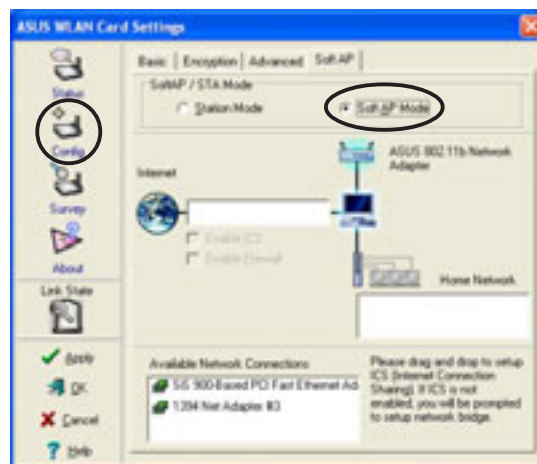 ASUS WLAN Card Settings
Status
Config
Survey
About
Link State
Apply
OK
Cancel
Help
Basic Encryption Advanced Soft AP
SoftAP / STA Mode
Station Mode
Soft AP Mode
ASUS 802.11b Network
Adapter
Internet
Enable ICS
Enable Firewall
Home Network
Available Network Connections
SiS 900-Based PCI Fast Ethernet Ad
1394 Net Adapter #3
Please drag and drop to setup
ICS (Internet Connection
Sharing). If ICS is not
enabled, you will be prompted
to setup network bridge.